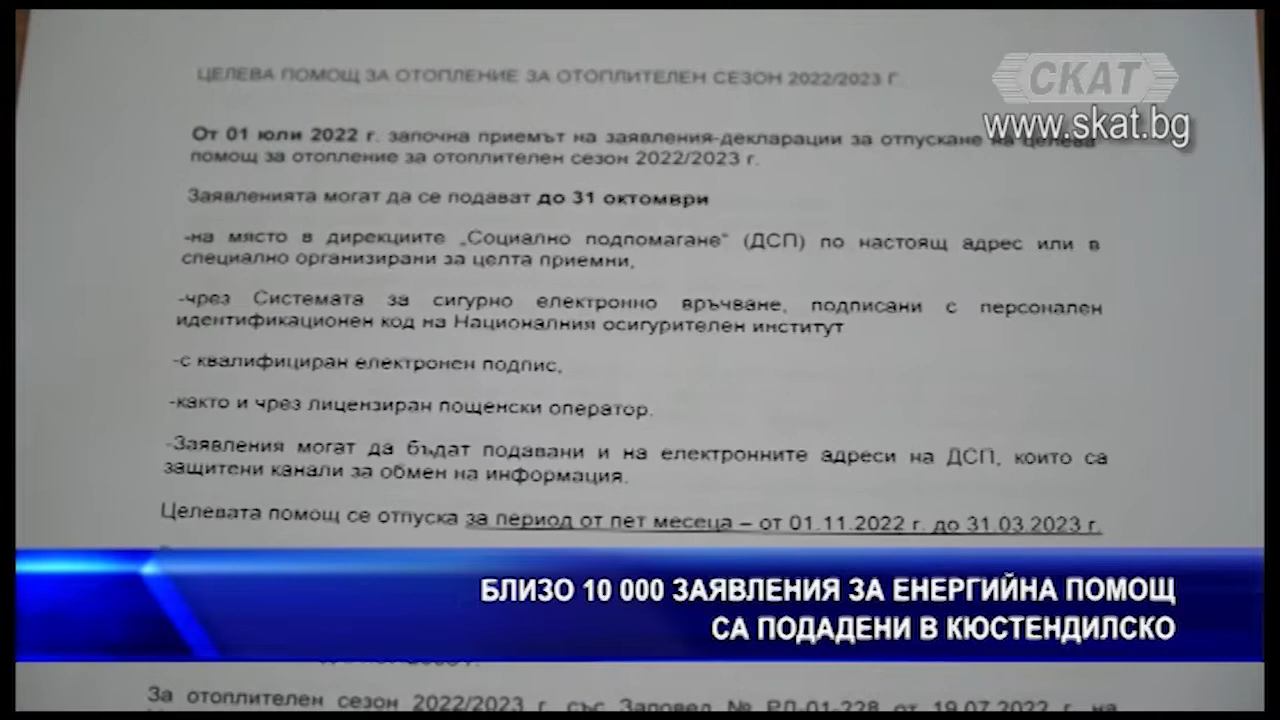 ЦЕЛЕВА ПОМОЩ ЗА ОТОПЛЕНИЕ ЗА ОТОПЛИТЕЛЕН СЕЗОН 2022/2023 Г.
СКАТ
www.skat.bg
От 01 юли 2022 г. започна приемът на заявления-декларации за отпускане на целева
помощ за отопление за отоплителен сезон 2022/2023 г.
Заявленията могат да се подават до 31 октомври
-на място в дирекциите „Социално подпомагане“ (ДСП) по настоящ адрес или в
специално организирани за целта приемни,
-чрез Системата за сигурно електронно връчване, подписани с персонален
идентификационен код на Националния осигурителен институт
-с квалифициран електронен подпис,
-както и чрез лицензиран пощенски оператор.
-Заявления могат да бъдат подавани и на електронните адреси на ДСП, които са
защитени канали за обмен на информация.
Целевата помощ се отпуска за период от пет месеца – от 01.11.2022 г. до 31.03.2023 г.
БЛИЗО 10 000 ЗАЯВЛЕНИЯ ЗА ЕНЕРГИЙНА ПОМОЩ
СА ПОДАДЕНИ В КЮСТЕНДИЛСКО
За отоплителен сезон 2022/2023 г. със Заповед № РД-01-228 от 19.07.2022 г. на